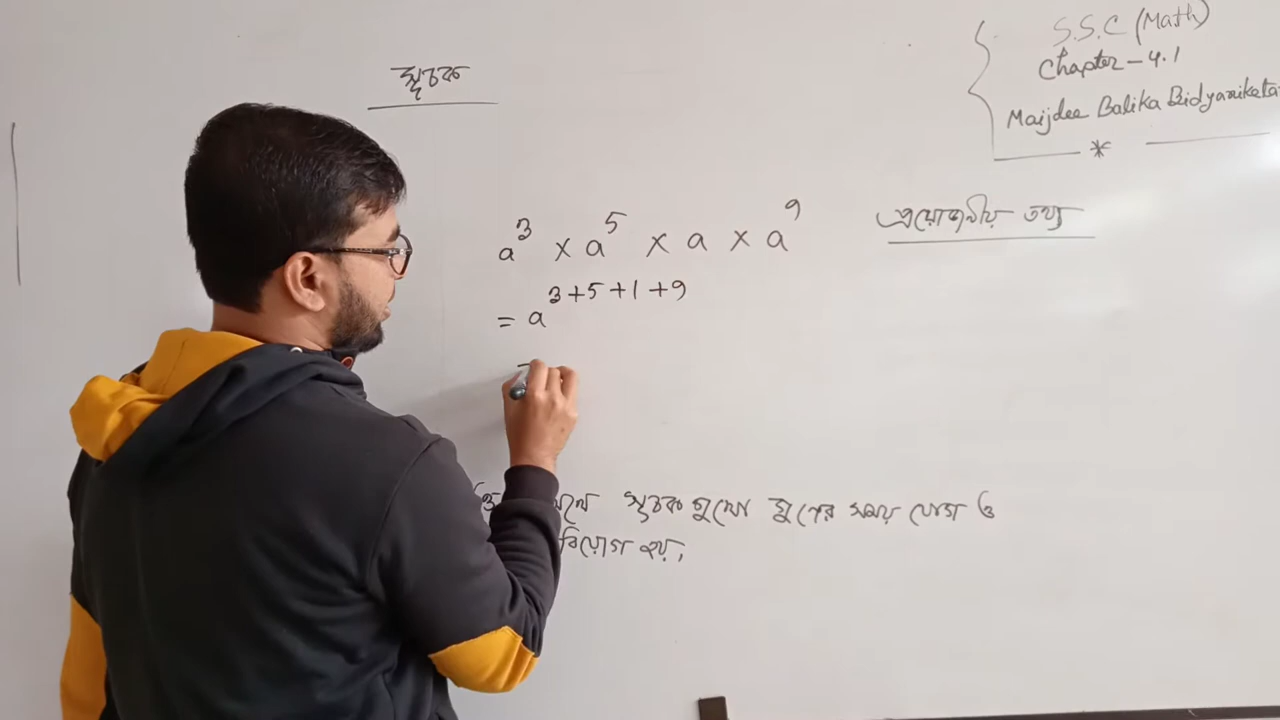 সূচক
S.S.C (Math)
Chapter - 4.1
Maijdee Balika Bidyaniketa
প্রয়োজনীয় তথ্য
a³ × a⁵ × a × a⁹
= a³⁺⁵⁺¹⁺⁹
সূচক গুলো গুণের সময় যোগ ও
বিয়োগ হয়,